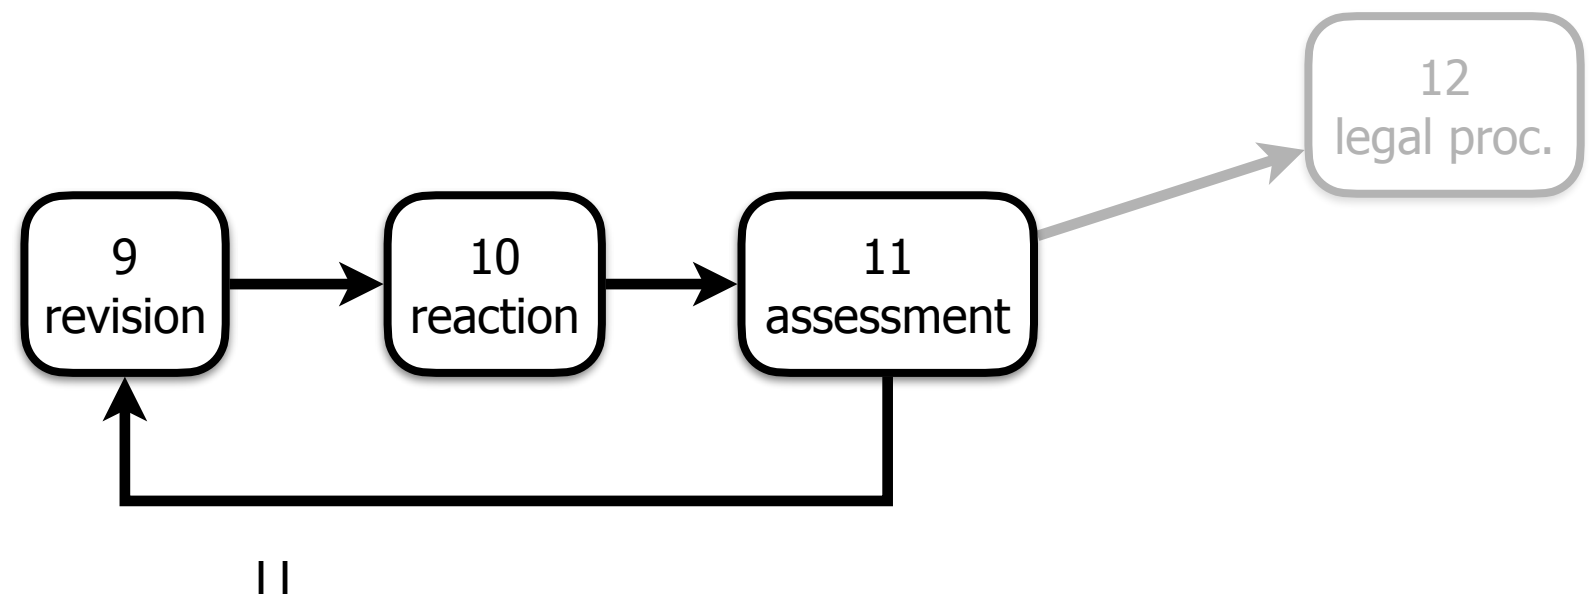 12
legal proc.
9
revision
10
reaction
11
assessment